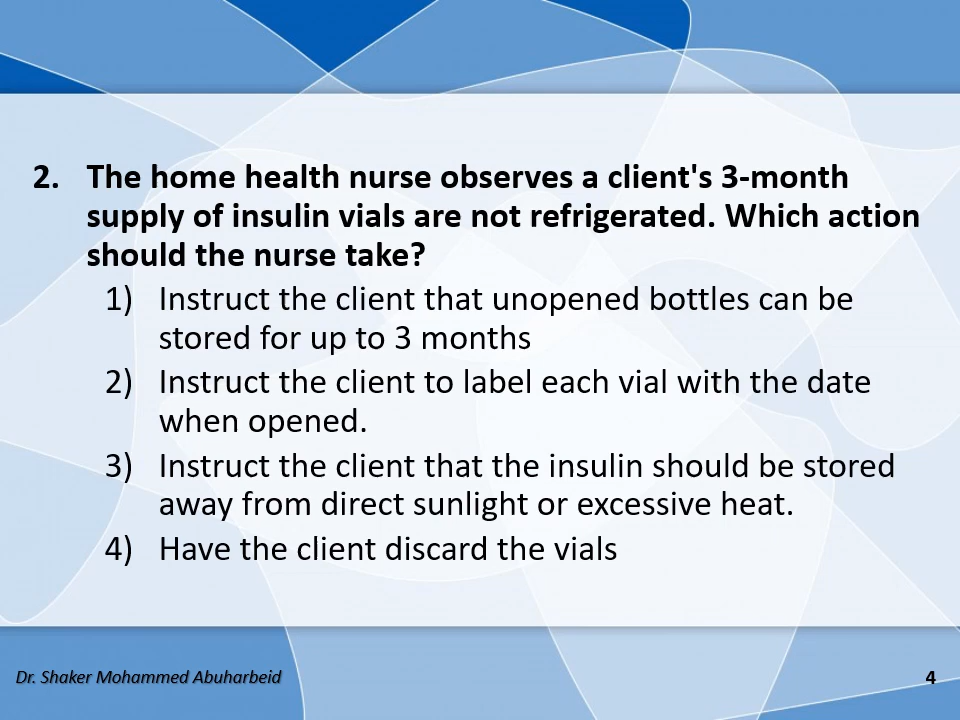 2. The home health nurse observes a client's 3-month
supply of insulin vials are not refrigerated. Which action
should the nurse take?
1) Instruct the client that unopened bottles can be
stored for up to 3 months
2) Instruct the client to label each vial with the date
when opened.
3) Instruct the client that the insulin should be stored
away from direct sunlight or excessive heat.
4) Have the client discard the vials
Dr. Shaker Mohammed Abuharbeid
4